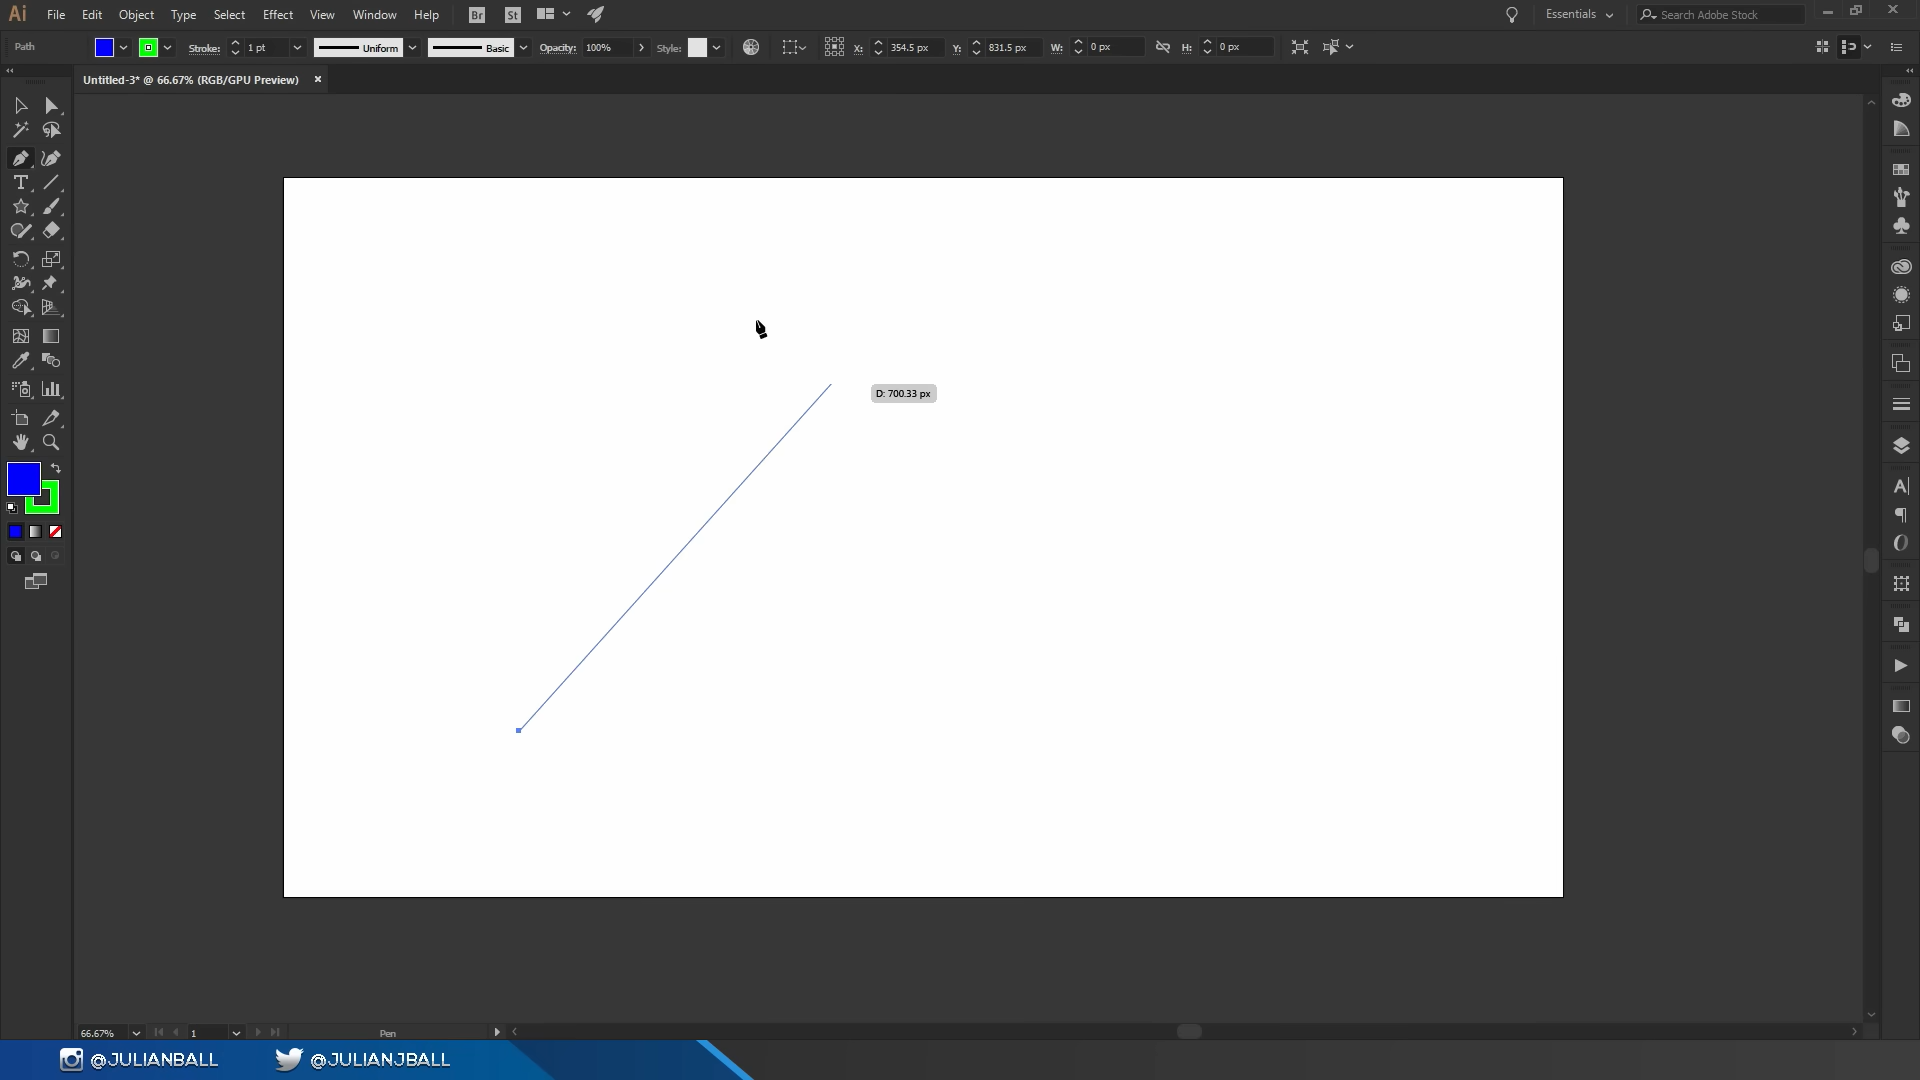 Ai File Edit Object Type Select Effect View Window Help Br St Essentials Search Adobe Stock
Path Stroke: 1 pt Uniform Basic Opacity: 100% Style: X: 354.5 px Y: 831.5 px W: 0 px H: 0 px
Untitled-3* @ 66.67% (RGB/GPU Preview)
D: 700.33 px
66.67% 1 Pen
@JULIANBALL @JULIANJBALL